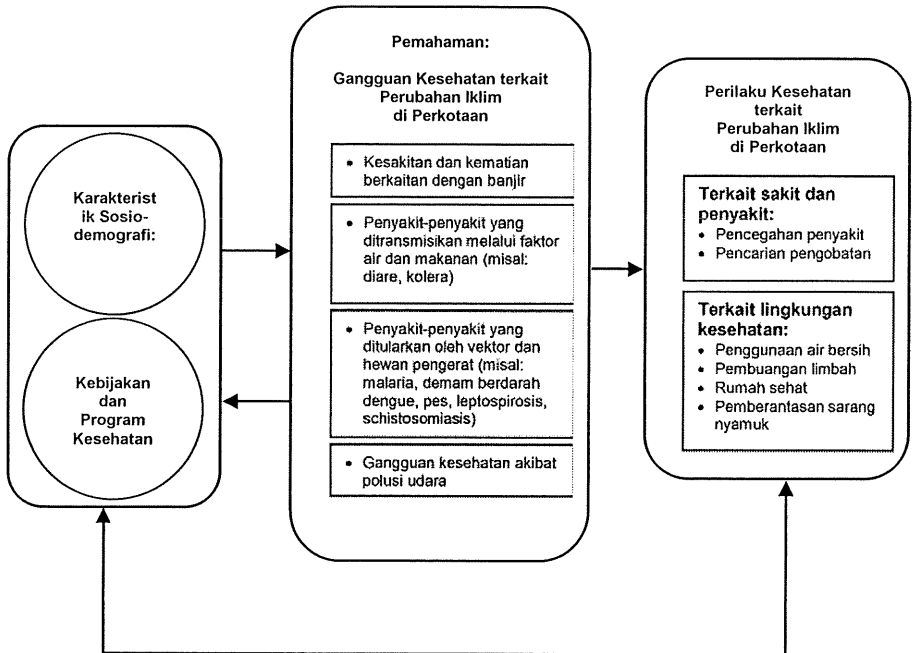 Karakterist
ik Sosio-
demografi:
Kebijakan
dan
Program
Kesehatan
Pemahaman:
Gangguan Kesehatan terkait
Perubahan Iklim
di Perkotaan
• Kesakitan dan kematian
berkaitan dengan banjir
• Penyakit-penyakit yang
ditransmisikan melalui faktor
air dan makanan (misal:
diare, kolera)
• Penyakit-penyakit yang
ditularkan oleh vektor dan
hewan pengerat (misal:
malaria, demam berdarah
dengue, pes, leptospirosis,
schistosomiasis)
• Gangguan kesehatan akibat
polusi udara
Perilaku Kesehatan
terkait
Perubahan Iklim
di Perkotaan
Terkait sakit dan
penyakit:
• Pencegahan penyakit
• Pencarian pengobatan
Terkait lingkungan
kesehatan:
• Penggunaan air bersih
• Pembuangan limbah
• Rumah sehat
• Pemberantasan sarang
nyamuk